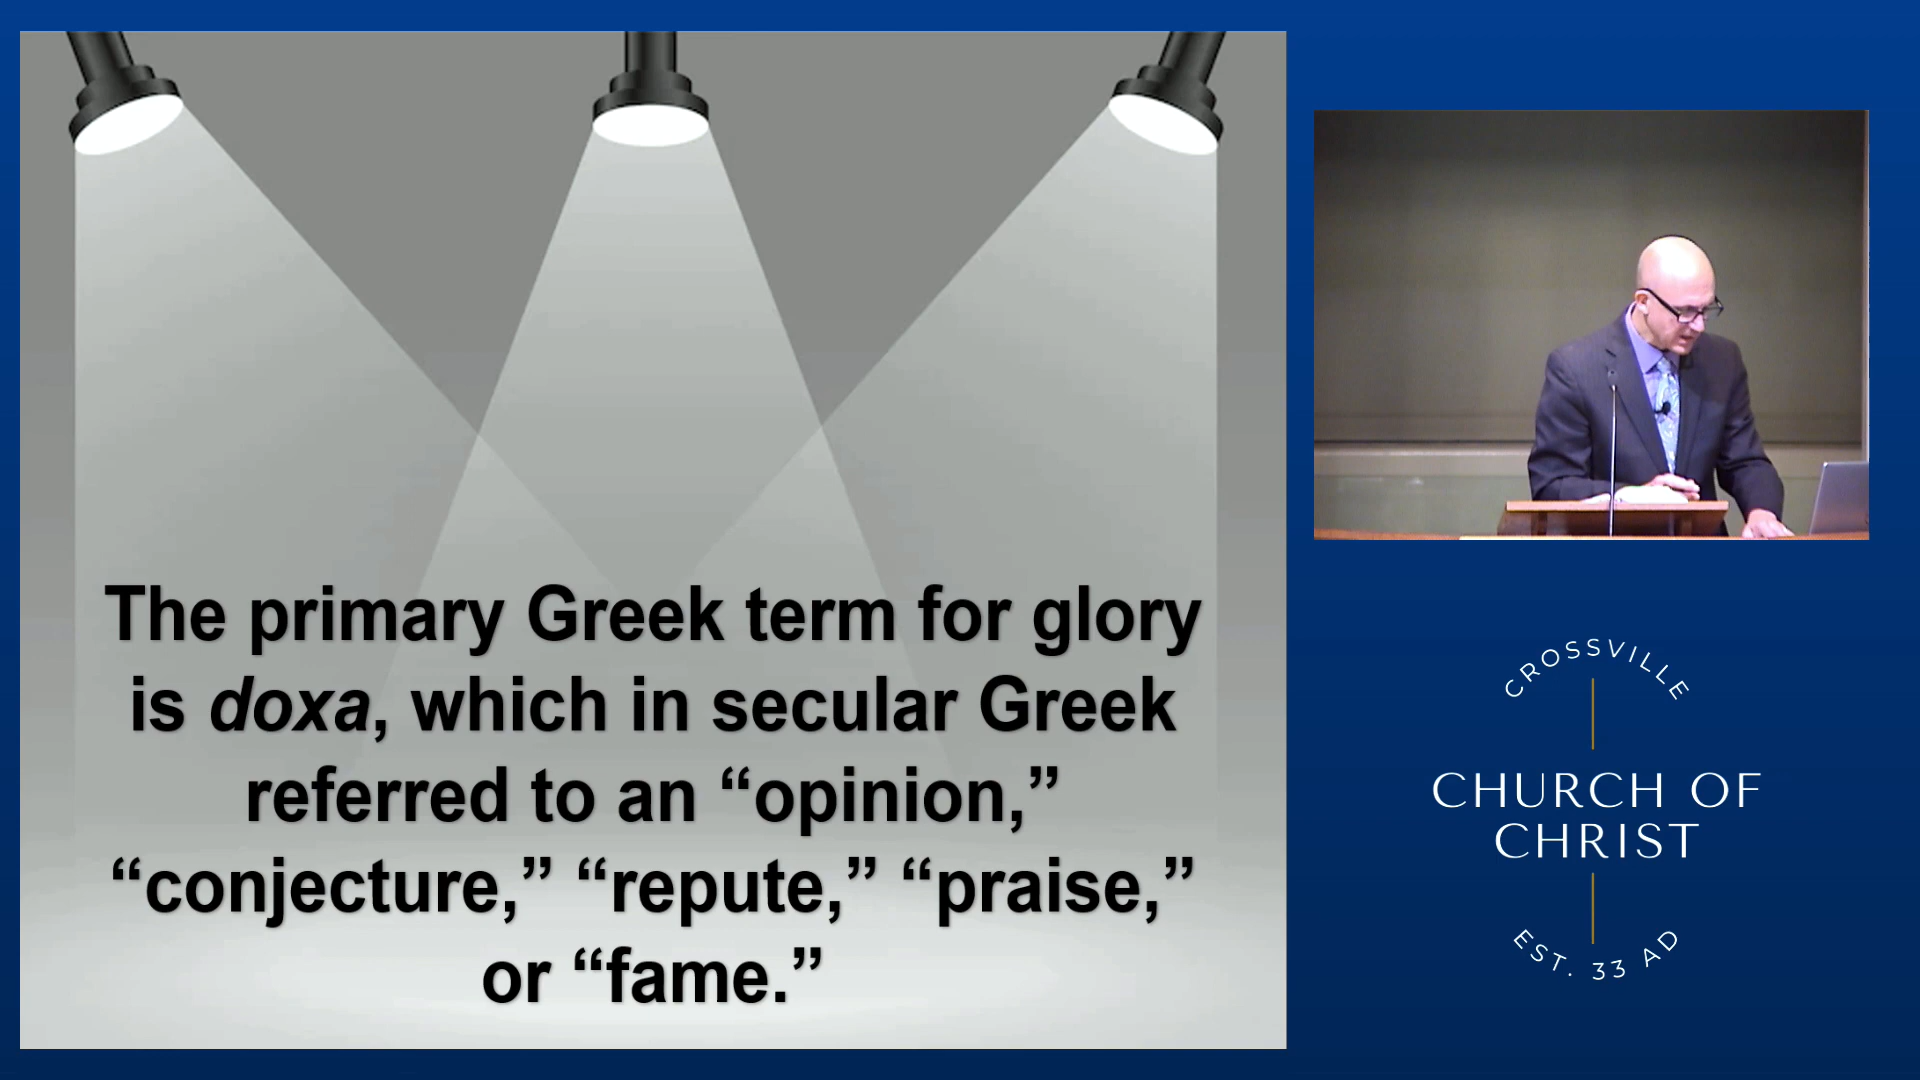 The primary Greek term for glory
is doxa, which in secular Greek
referred to an “opinion,”
“conjecture,” “repute,” “praise,”
or “fame.”
CROSSVILLE
CHURCH OF
CHRIST
EST. 33 AD